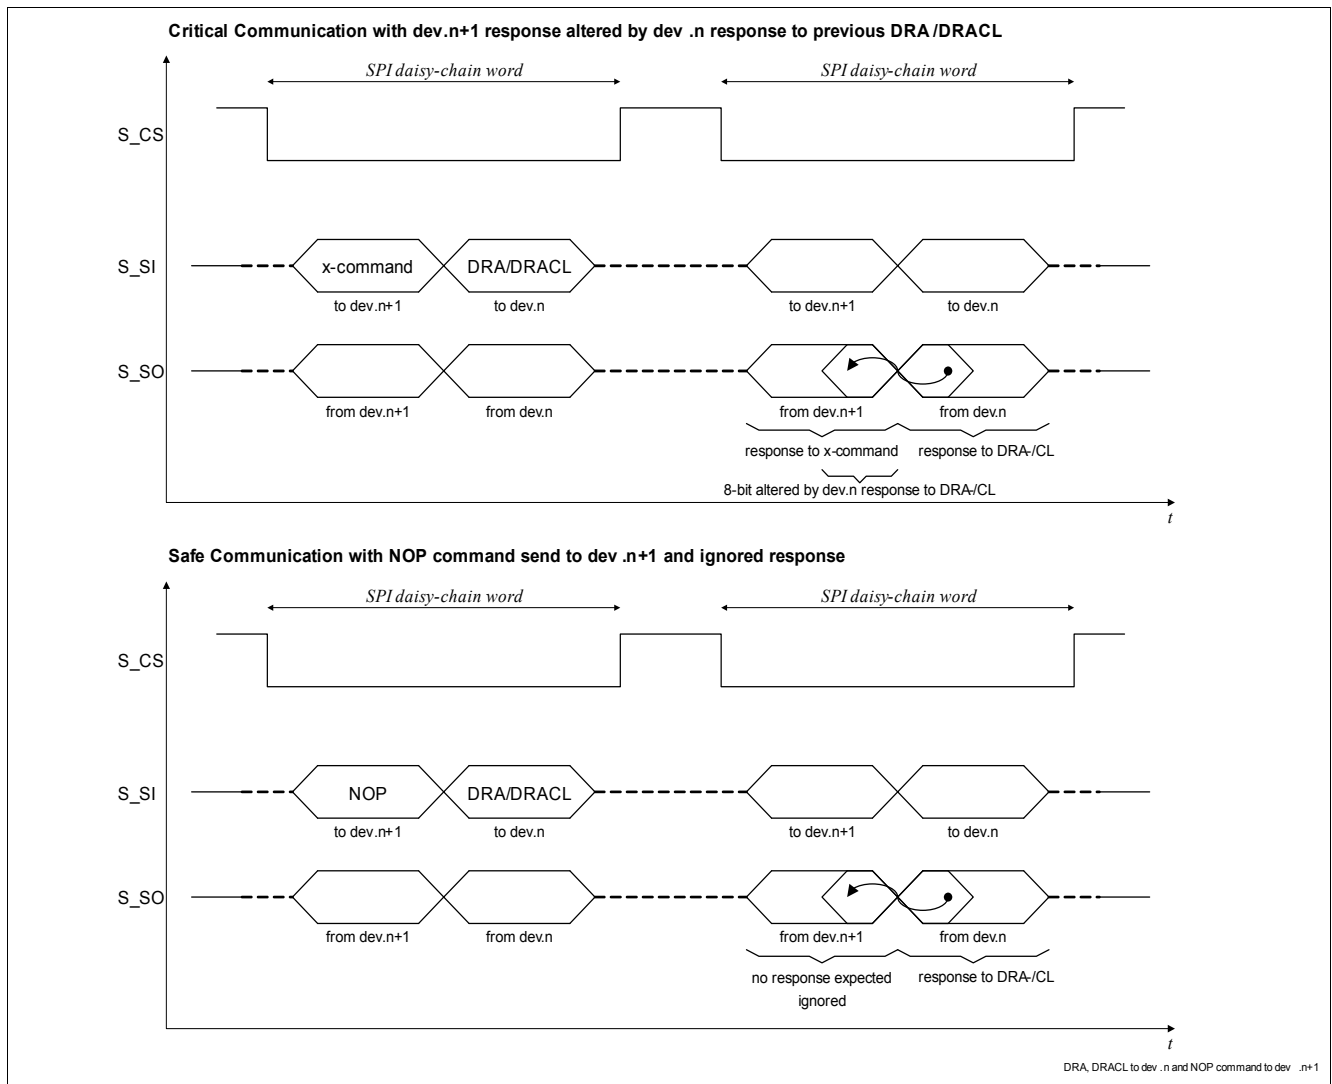 Critical Communication with dev.n+1 response altered by dev .n response to previous DRA/DRACL
SPI daisy-chain word SPI daisy-chain word
S_CS
S_SI x-command DRA/DRACL
to dev.n+1 to dev.n to dev.n+1 to dev.n
S_SO
from dev.n+1 from dev.n from dev.n+1 from dev.n
response to x-command response to DRA-/CL
8-bit altered by dev.n response to DRA-/CL
t
Safe Communication with NOP command send to dev .n+1 and ignored response
SPI daisy-chain word SPI daisy-chain word
S_CS
S_SI NOP DRA/DRACL
to dev.n+1 to dev.n to dev.n+1 to dev.n
S_SO
from dev.n+1 from dev.n from dev.n+1 from dev.n
no response expected response to DRA-/CL
ignored
t
DRA, DRACL to dev .n and NOP command to dev .n+1